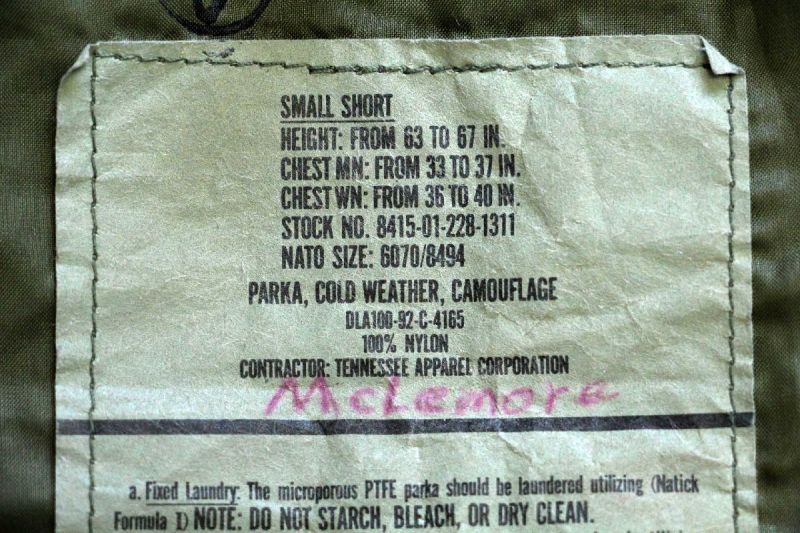 SMALL SHORT
HEIGHT: FROM 63 TO 67 IN.
CHEST MN: FROM 33 TO 37 IN.
CHEST WN: FROM 36 TO 40 IN.
STOCK NO. 8415-01-228-1311
NATO SIZE: 6070/8494
PARKA, COLD WEATHER, CAMOUFLAGE
DLA100-92-C-4165
100% NYLON
CONTRACTOR: TENNESSEE APPAREL CORPORATION
McLemore
a. Fixed Laundry: The microporous PTFE parka should be laundered utilizing (Natick
Formula I) NOTE: DO NOT STARCH, BLEACH, OR DRY CLEAN.